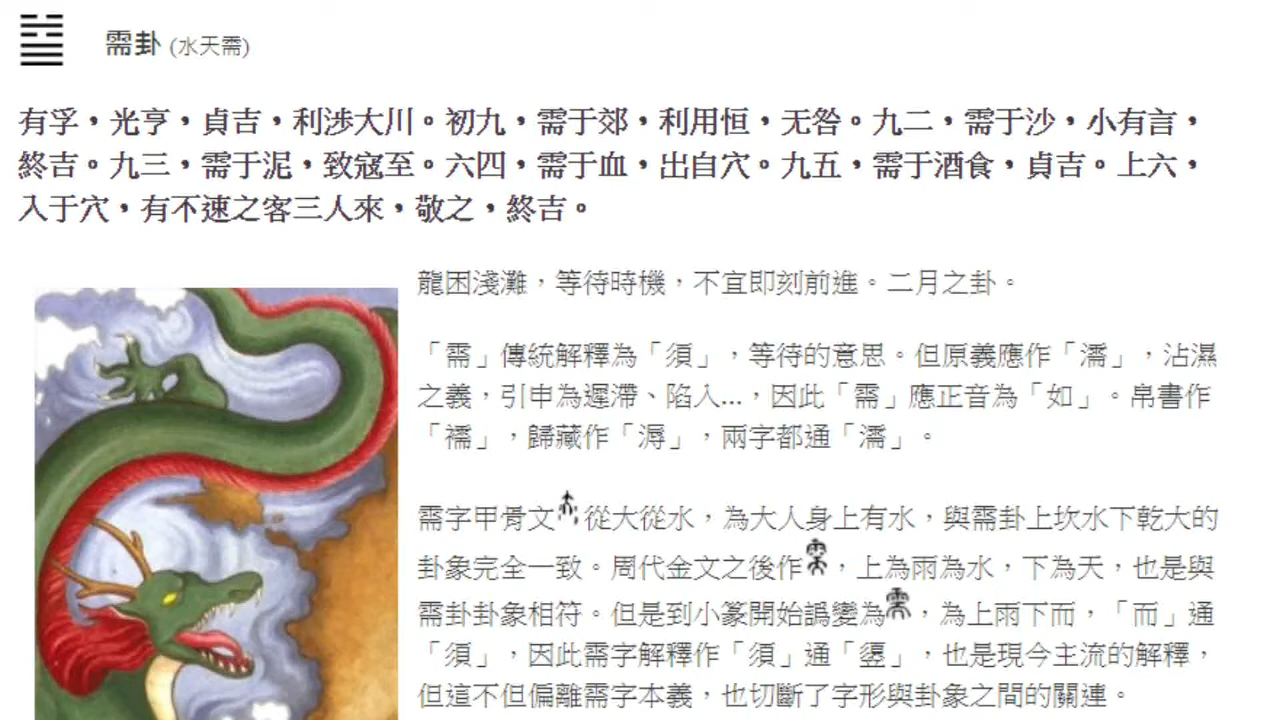 需卦 (水天需)
有孚，光亨，貞吉，利涉大川。初九，需于郊，利用恒，无咎。九二，需于沙，小有言，
終吉。九三，需于泥，致寇至。六四，需于血，出自穴。九五，需于酒食，貞吉。上六，
入于穴，有不速之客三人來，敬之，終吉。
龍困淺灘，等待時機，不宜即刻前進。二月之卦。
「需」傳統解釋為「須」，等待的意思。但原義應作「濡」，沾濕
之義，引申為遲滯、陷入...，因此「需」應正音為「如」。帛書作
「襦」，歸藏作「溽」，兩字都通「濡」。
需字甲骨文 從大從水，為大人身上有水，與需卦上坎水下乾大的
卦象完全一致。周代金文之後作 ，上為雨為水，下為天，也是與
需卦卦象相符。但是到小篆開始譌變為 ，為上雨下而，「而」通
「須」，因此需字解釋作「須」通「」，也是現今主流的解釋，
但這不但偏離需字本義，也切斷了字形與卦象之間的關連。